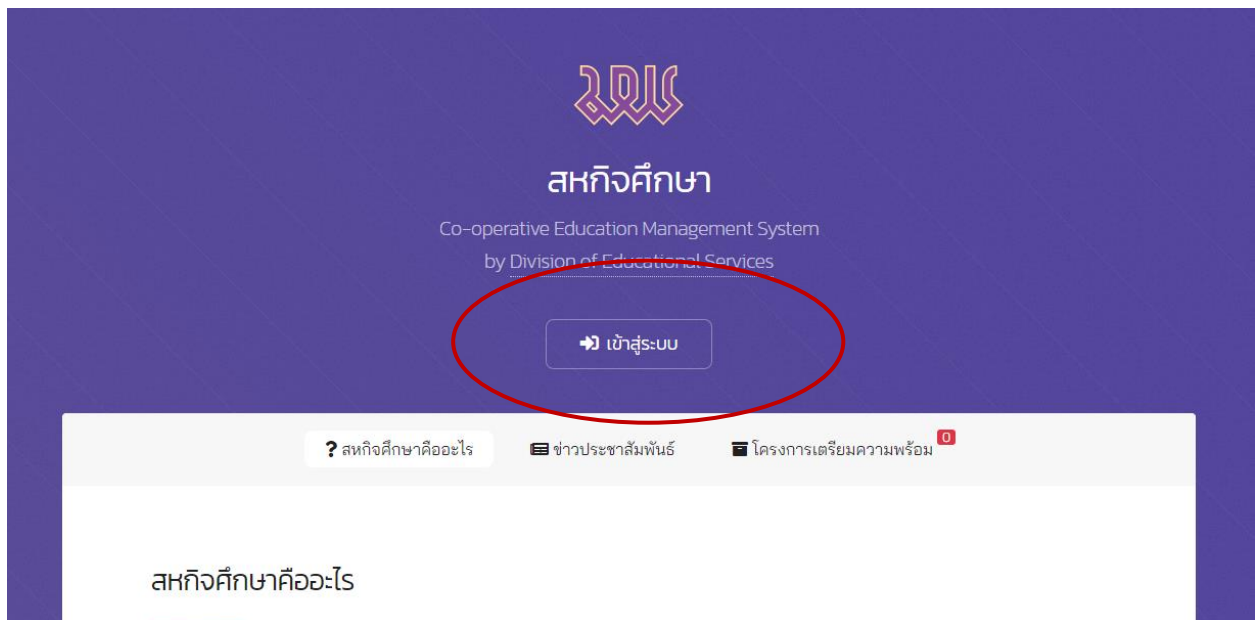 มอส
สหกิจศึกษา
Co-operative Education Management System
by Division of Educational Services
เข้าสู่ระบบ
? สหกิจศึกษาคืออะไร
ข่าวประชาสัมพันธ์
โครงการเตรียมความพร้อม 0
สหกิจศึกษาคืออะไร